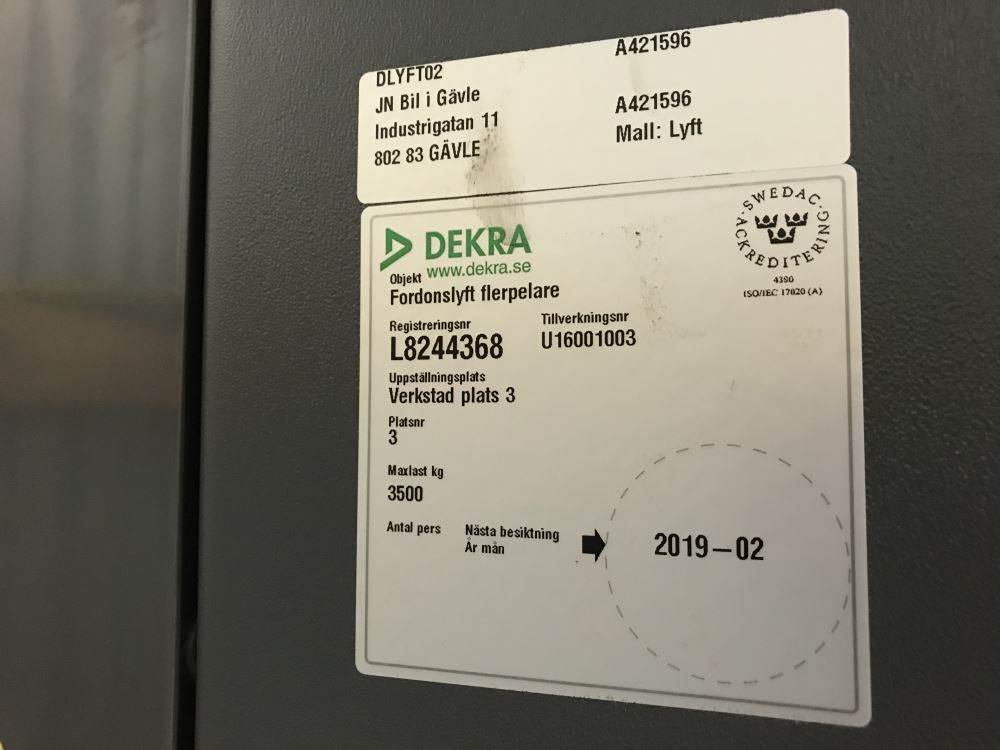 DLYFT02
A421596
JN Bil i Gävle
Industrigatan 11
A421596
802 83 GÄVLE
Mall: Lyft
DEKRA
www.dekra.se
SWEDAC
ACKREDITERING
4390
ISO/IEC 17020 (A)
Objekt
Fordonslyft flerpelare
Registreringsnr
Tillverkningsnr
L8244368
U16001003
Uppställningsplats
Verkstad plats 3
Platsnr
3
Maxlast kg
3500
Antal pers
Nästa besiktning
År mån
2019-02